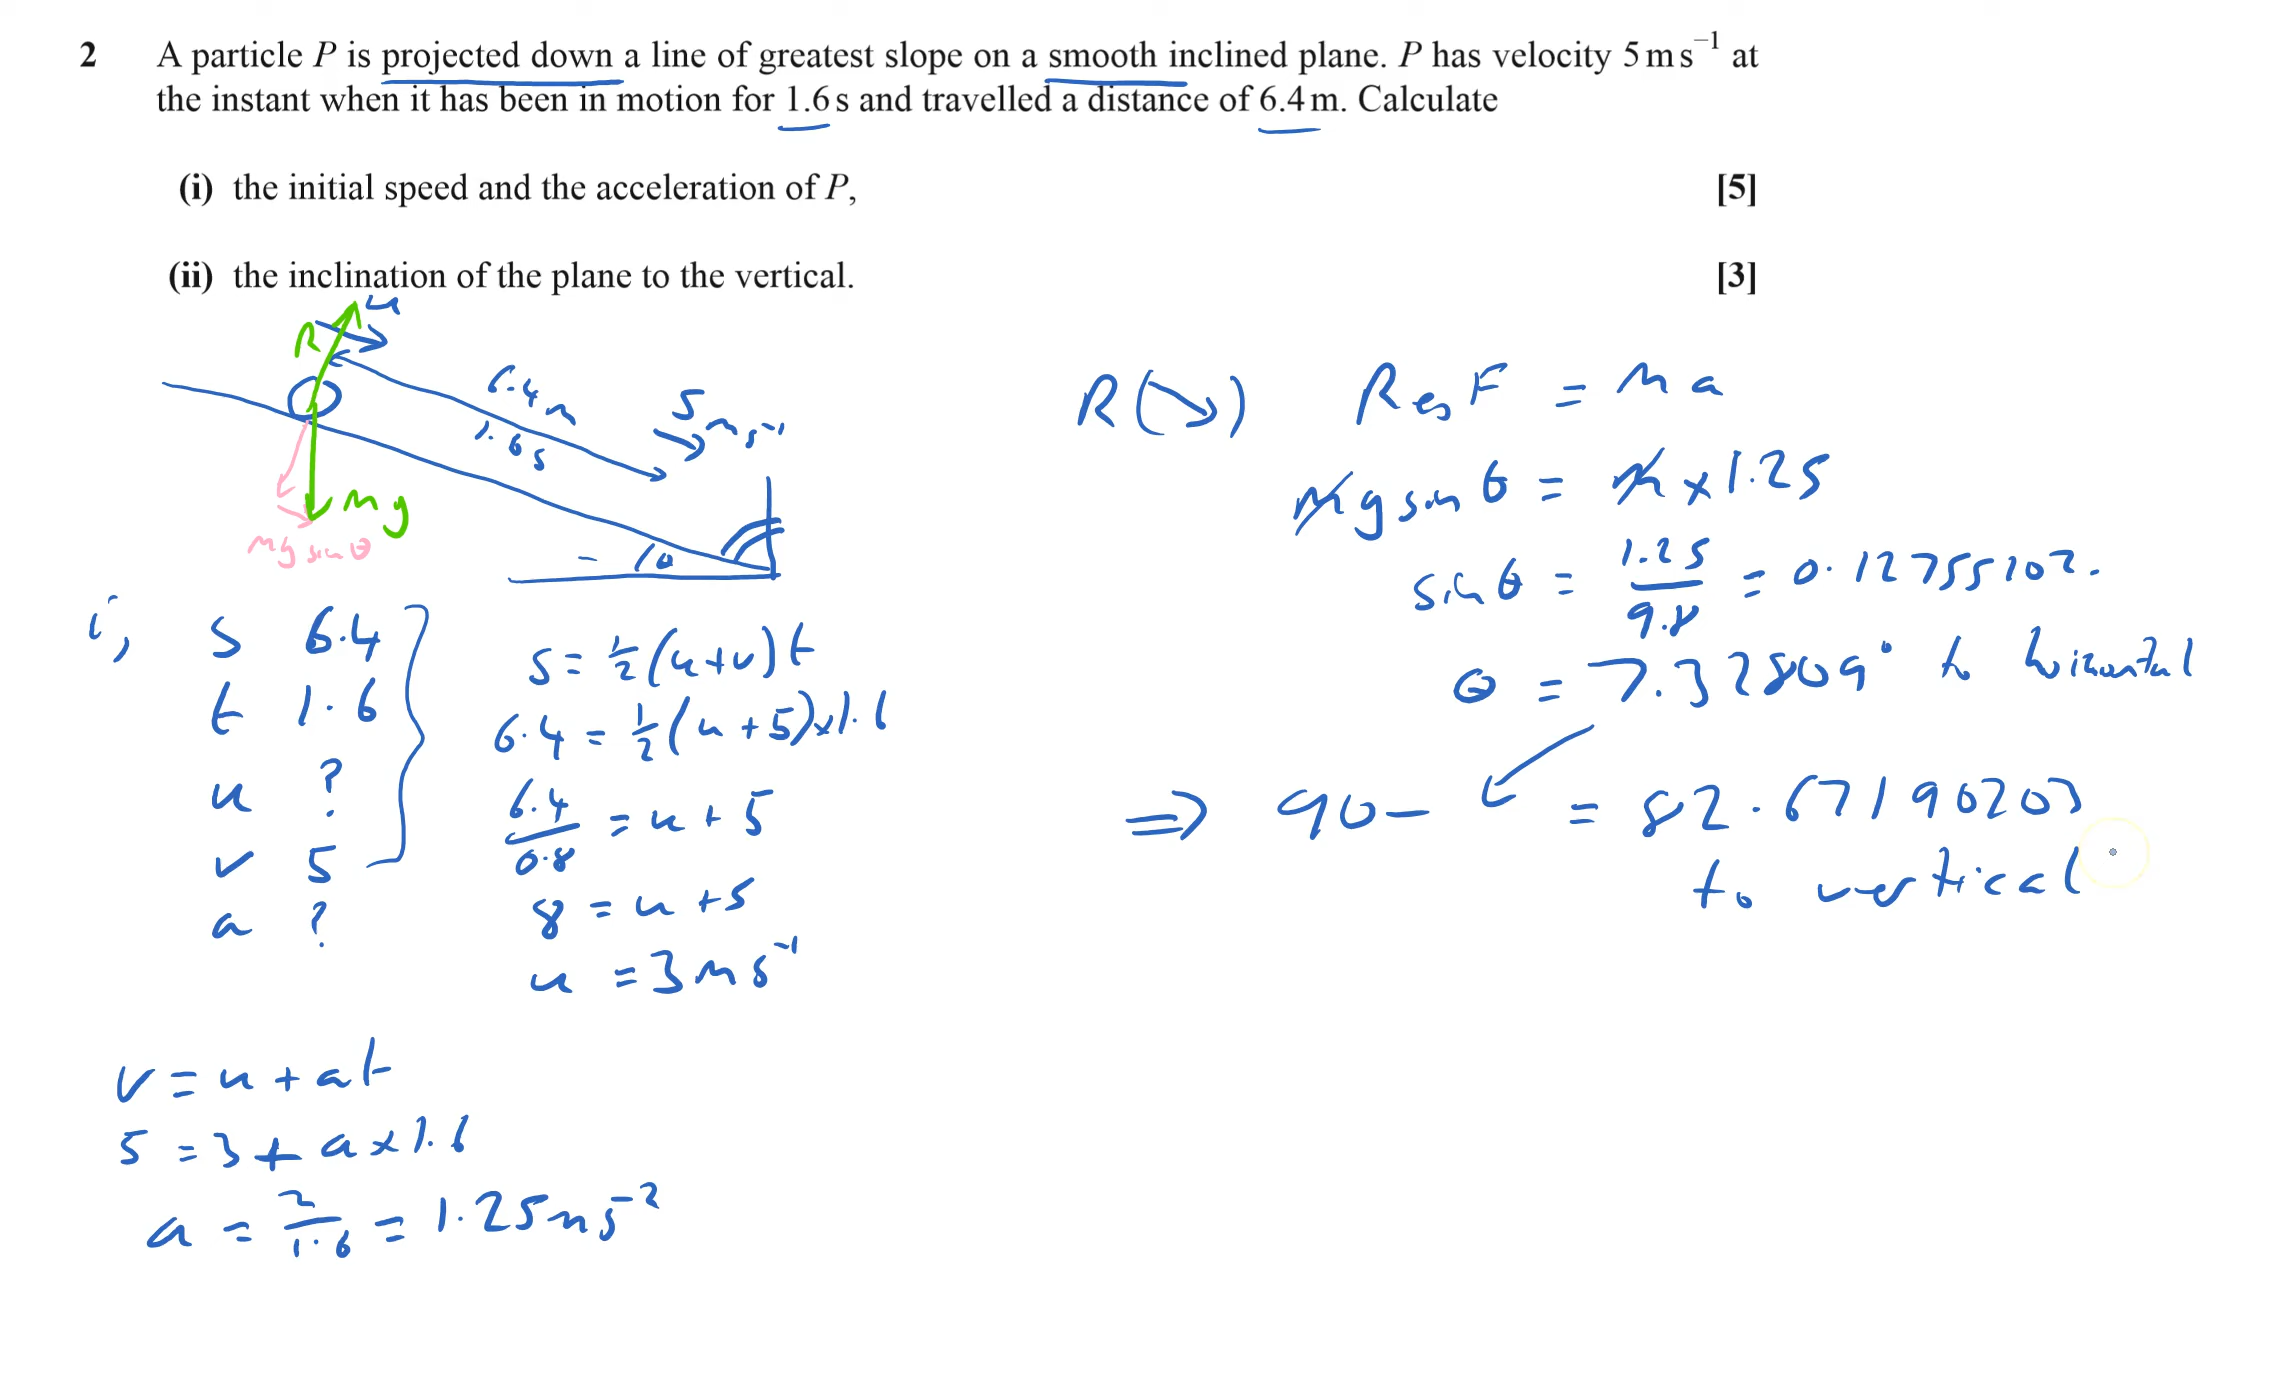 2 A particle P is projected down a line of greatest slope on a smooth inclined plane. P has velocity 5 m s⁻¹ at
the instant when it has been in motion for 1.6 s and travelled a distance of 6.4 m. Calculate
(i) the initial speed and the acceleration of P, [5]
(ii) the inclination of the plane to the vertical. [3]
R
u
6.4m
1.6s
5ms⁻¹
mg
mg sin θ
θ
i,
s 6.4
t 1.6
u ?
v 5
a ?
s = ½(u+v)t
6.4 = ½(u+5)×1.6
6.4/0.8 = u + 5
8 = u + 5
u = 3ms⁻¹
v = u + at
5 = 3 + a × 1.6
a = 2/1.6 = 1.25ms⁻²
R(↘) Res F = ma
mg sin θ = m × 1.25
sin θ = 1.25/9.8 = 0.12755102.
θ = 7.32809° to horizontal
⇒ 90 − ↙ = 82.67190203
to vertical